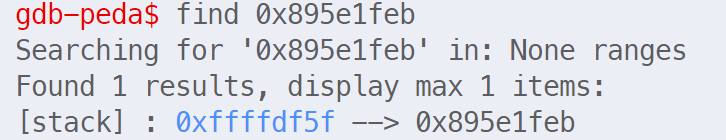 gdb-peda$ find 0x895e1feb
Searching for '0x895e1feb' in: None ranges
Found 1 results, display max 1 items:
[stack] : 0xffffdf5f --> 0x895e1feb